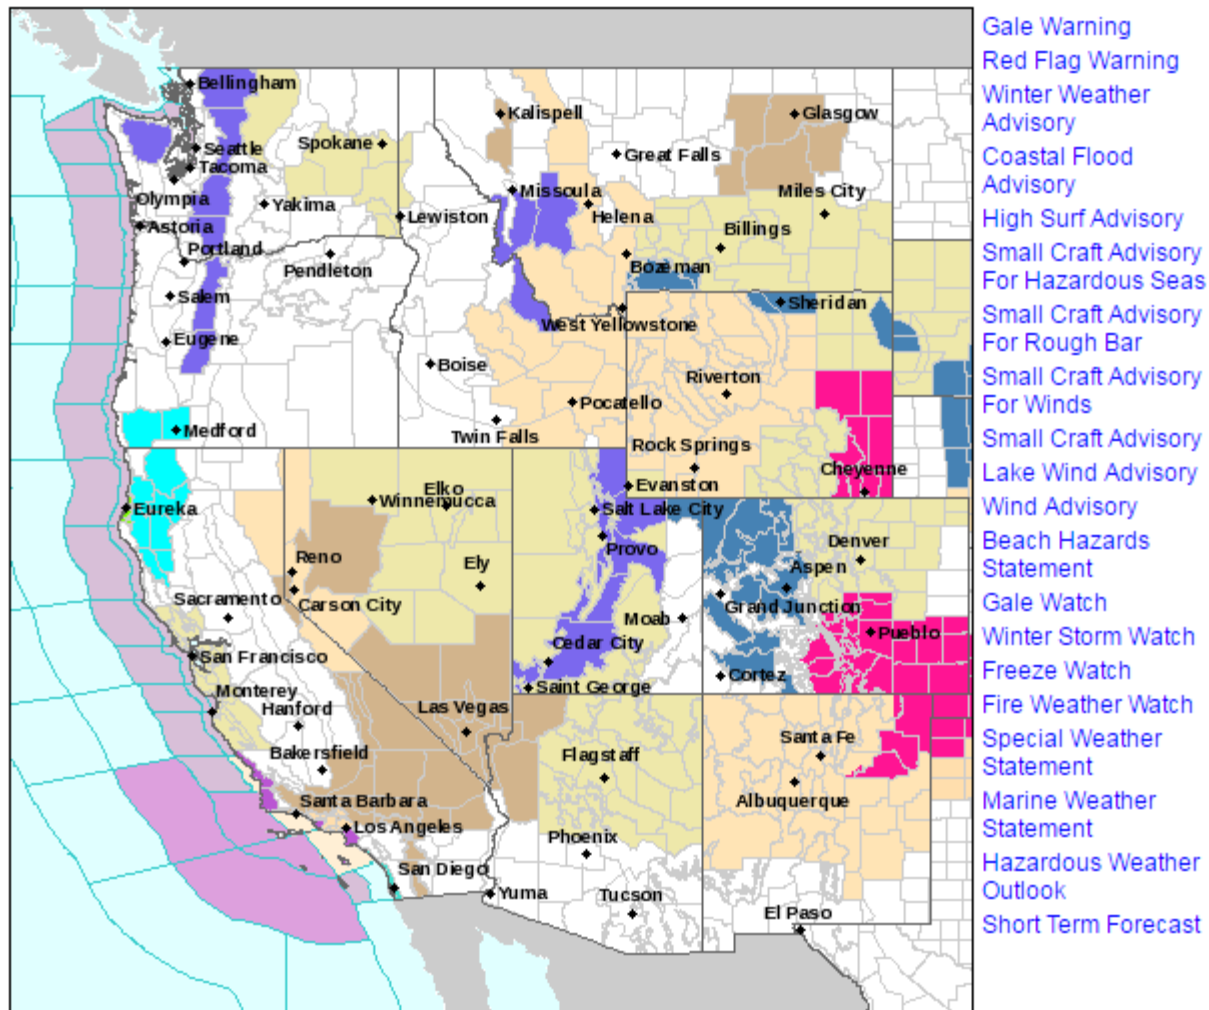 Bellingham
Kalispell
Glasgow
Seattle
Spokane
Great Falls
Tacoma
Missoula
Miles City
Olympia
Yakima
Lewiston
Helena
Astoria
Billings
Portland
Pendleton
Bozeman
Salem
Sheridan
West Yellowstone
Eugene
Boise
Riverton
Pocatello
Medford
Twin Falls
Rock Springs
Cheyenne
Elko
Evanston
Winnemucca
Eureka
Salt Lake City
Denver
Provo
Reno
Ely
Aspen
Sacramento
Carson City
Grand Junction
Moab
Pueblo
Cedar City
San Francisco
Cortez
Saint George
Monterey
Hanford
Las Vegas
Santa Fe
Bakersfield
Flagstaff
Santa Barbara
Albuquerque
Los Angeles
Phoenix
San Diego
Yuma
Tucson
El Paso
Gale Warning
Red Flag Warning
Winter Weather
Advisory
Coastal Flood
Advisory
High Surf Advisory
Small Craft Advisory
For Hazardous Seas
Small Craft Advisory
For Rough Bar
Small Craft Advisory
For Winds
Small Craft Advisory
Lake Wind Advisory
Wind Advisory
Beach Hazards
Statement
Gale Watch
Winter Storm Watch
Freeze Watch
Fire Weather Watch
Special Weather
Statement
Marine Weather
Statement
Hazardous Weather
Outlook
Short Term Forecast